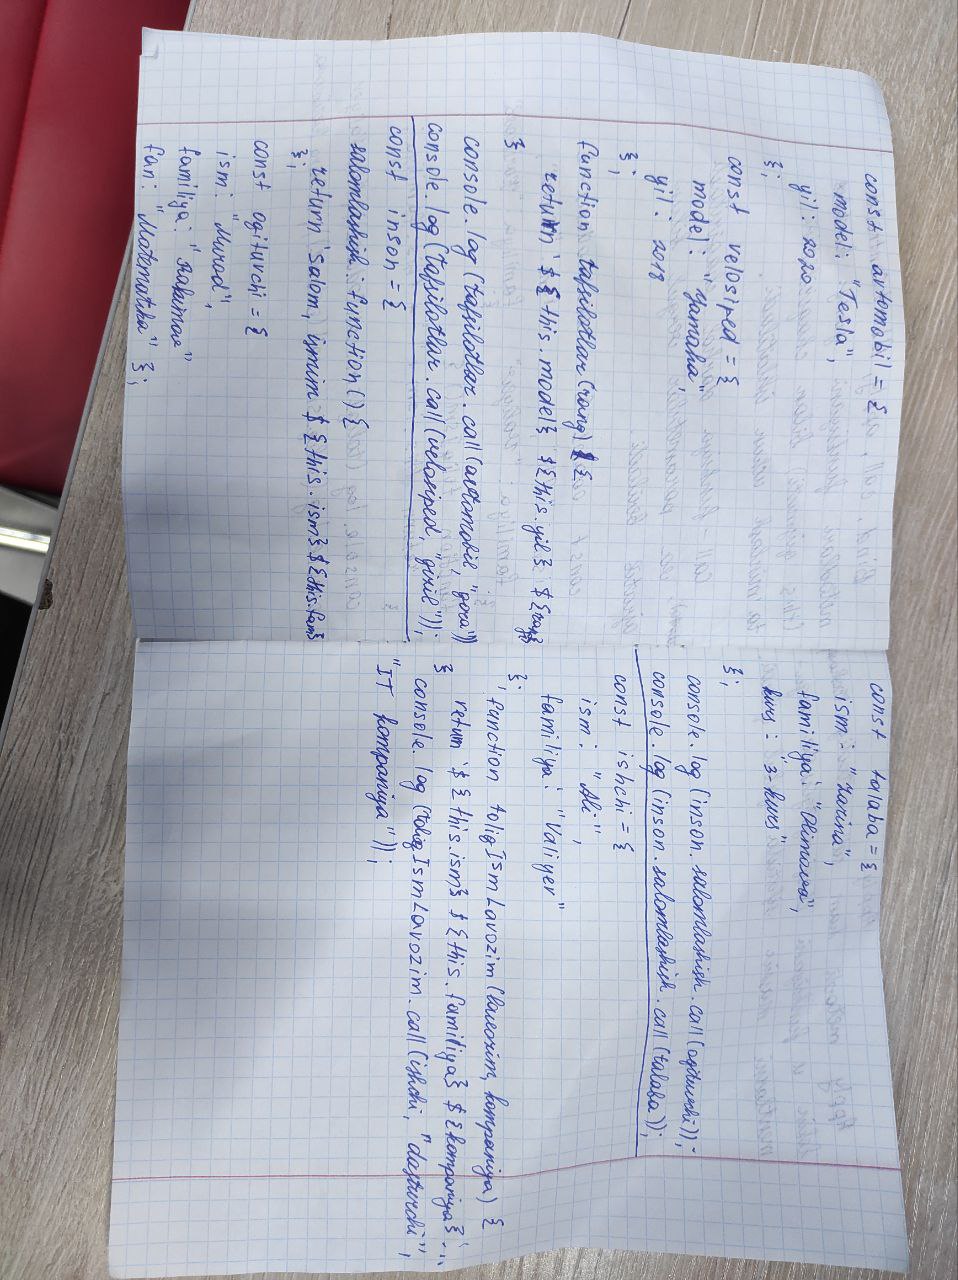 const avtomobil = {
model: "Tesla",
yil: 2020
};
const velosiped = {
model: "Yamaha"
yil: 2018
};
function tafsilotlar (rang) {
return `${this.model} ${this.yil} ${rang}
}
console.log (tafsilotlar.call (avtomobil, "qora"))
console.log (tafsilotlar.call (velosiped, "qizil"));
const inson = {
salomlashish: function () {
return `Salom, ismim ${this.ism} ${this.fam}
};
const oqituvchi = {
ism: "Murod",
familiya: "Rahimov"
fan: "Matematika" };
const talaba = {
ism: "Zarina",
familiya: "Olimova",
kurs: "3-kurs"
};
console.log (inson.salomlashish.call (oqituvchi));
console.log (inson.salomlashish.call (talaba));
const ishchi = {
ism: "Ali",
familiya: "Valiyev"
};
function toliqIsmLavozim (lavozim, kompaniya) {
return `${this.ism} ${this.familiya} ${kompaniya}`;
}
console.log (toliqIsmLavozim.call (ishchi, "dasturchi",
"IT kompaniya"));